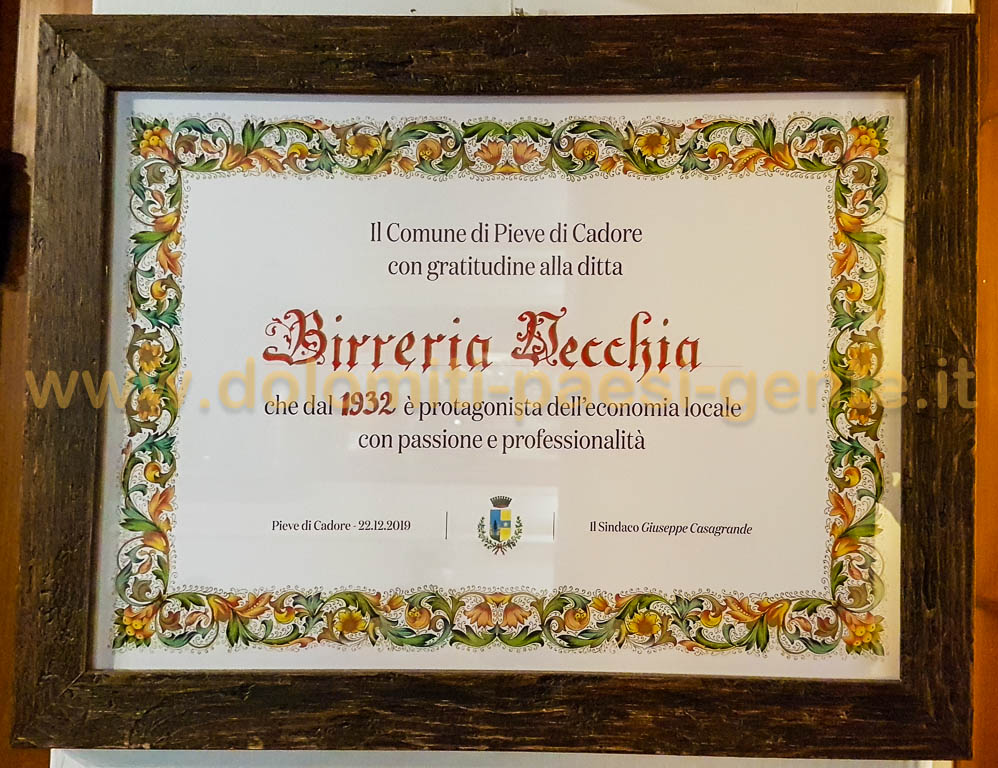 Il Comune di Pieve di Cadore
con gratitudine alla ditta
Birreria Vecchia
www.dolomiti-paesi-gente.it
che dal 1932 è protagonista dell'economia locale
con passione e professionalità
Pieve di Cadore - 22.12.2019
Il Sindaco Giuseppe Casagrande